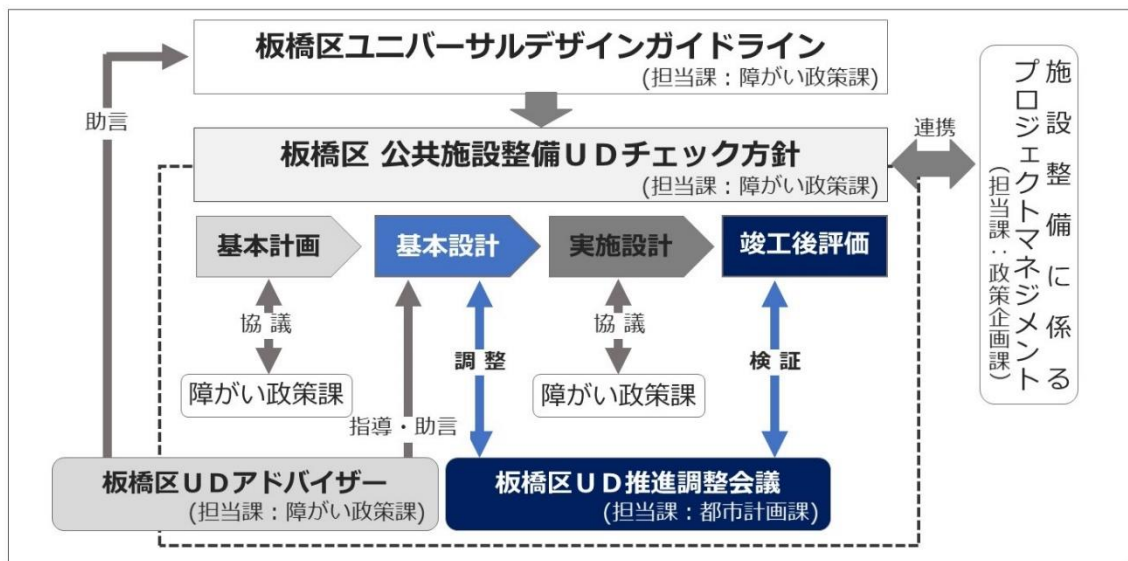 板橋区ユニバーサルデザインガイドライン
(担当課：障がい政策課)
助言
板橋区 公共施設整備ＵＤチェック方針
(担当課：障がい政策課)
連携
施設整備に係る
プロジェクトマネジメント
(担当課：政策企画課)
基本計画
基本設計
実施設計
竣工後評価
協 議
調 整
協 議
検 証
障がい政策課
障がい政策課
指導・助言
板橋区ＵＤアドバイザー
(担当課：障がい政策課)
板橋区ＵＤ推進調整会議
(担当課：都市計画課)